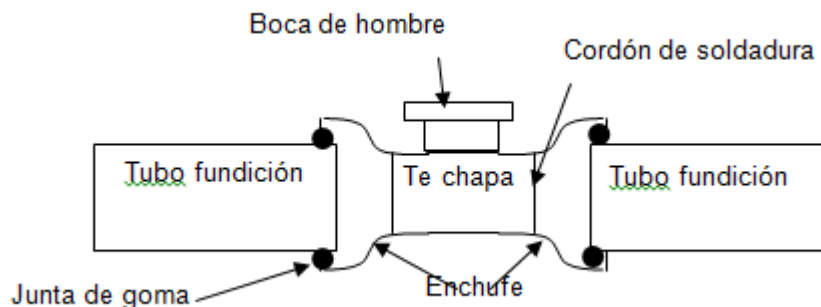 Boca de hombre
Cordón de soldadura
Tubo fundición
Te chapa
Tubo fundición
Junta de goma
Enchufe